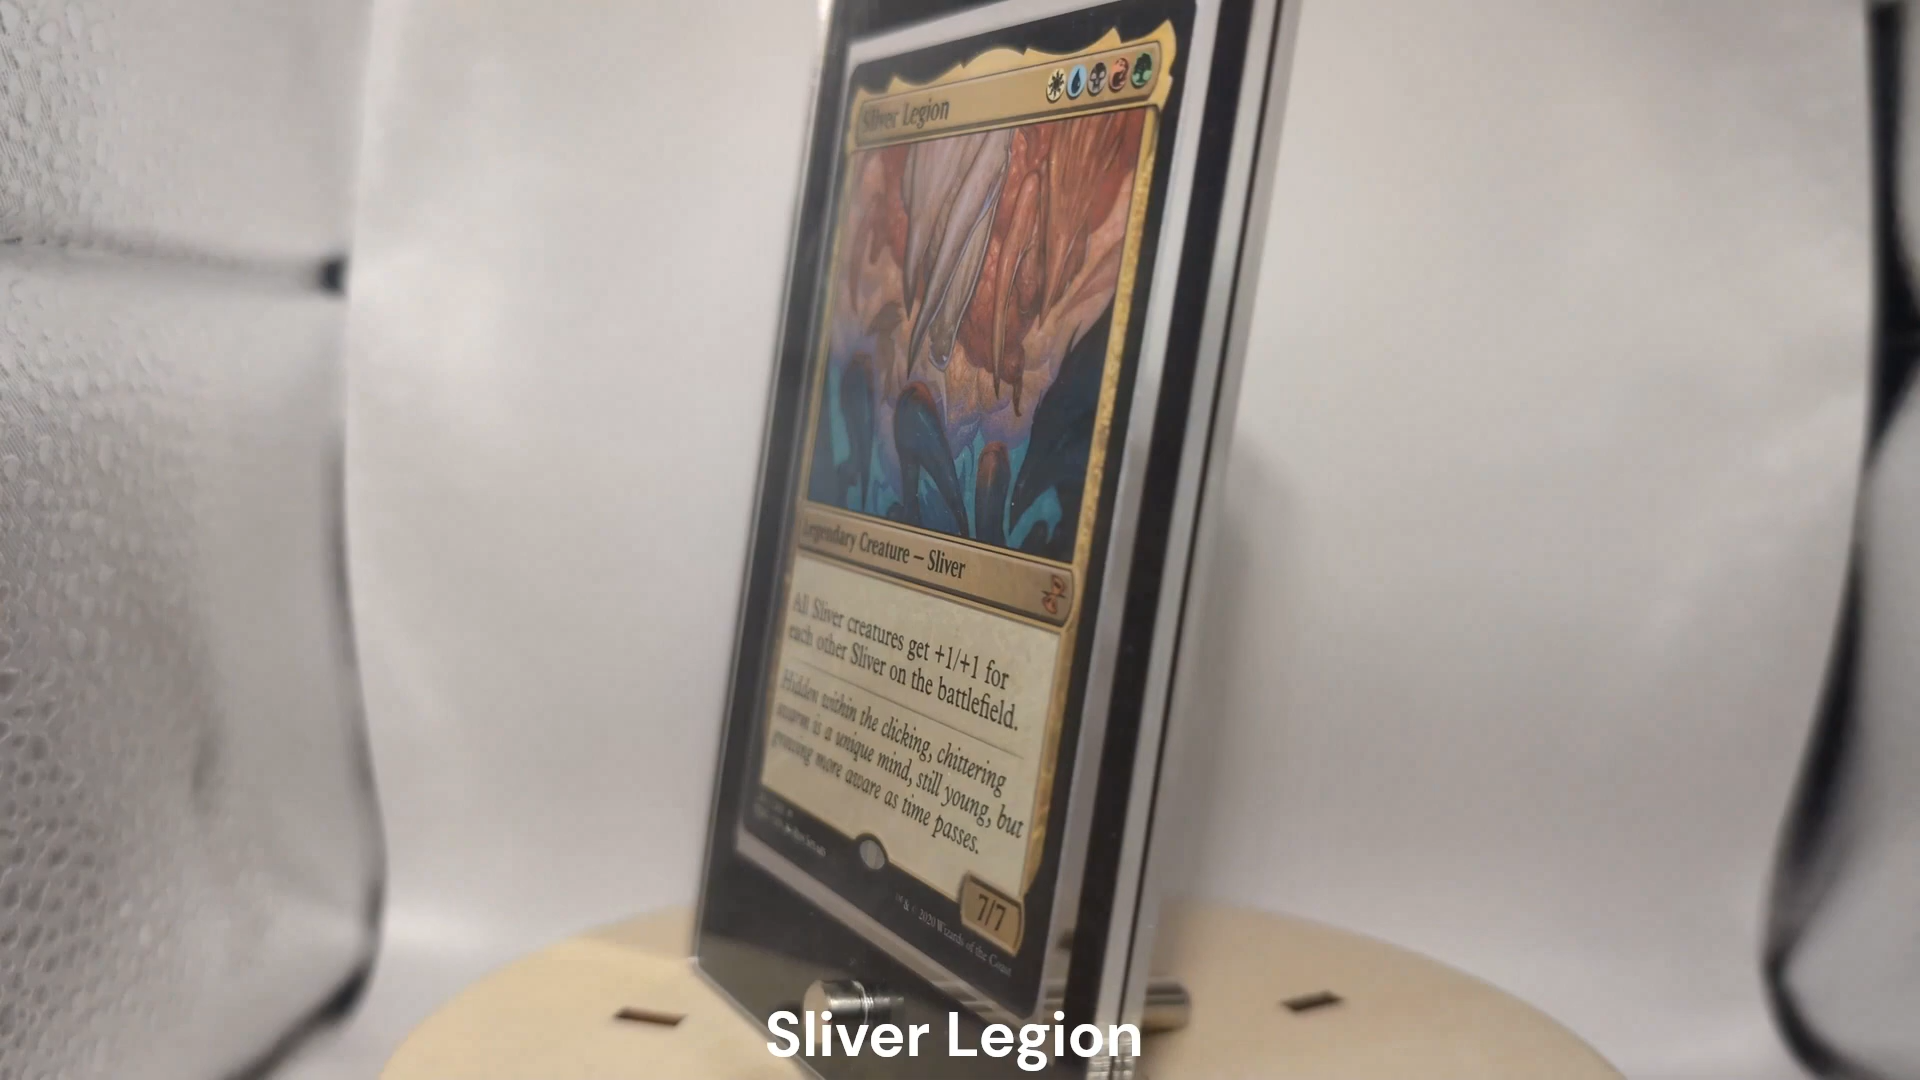 Sliver Legion
Legendary Creature – Sliver
All Sliver creatures get +1/+1 for
each other Sliver on the battlefield.
Hidden within the clicking, chittering
swarm is a unique mind, still young, but
growing more aware as time passes.
7/7
™ & © 2020 Wizards of the Coast
Sliver Legion